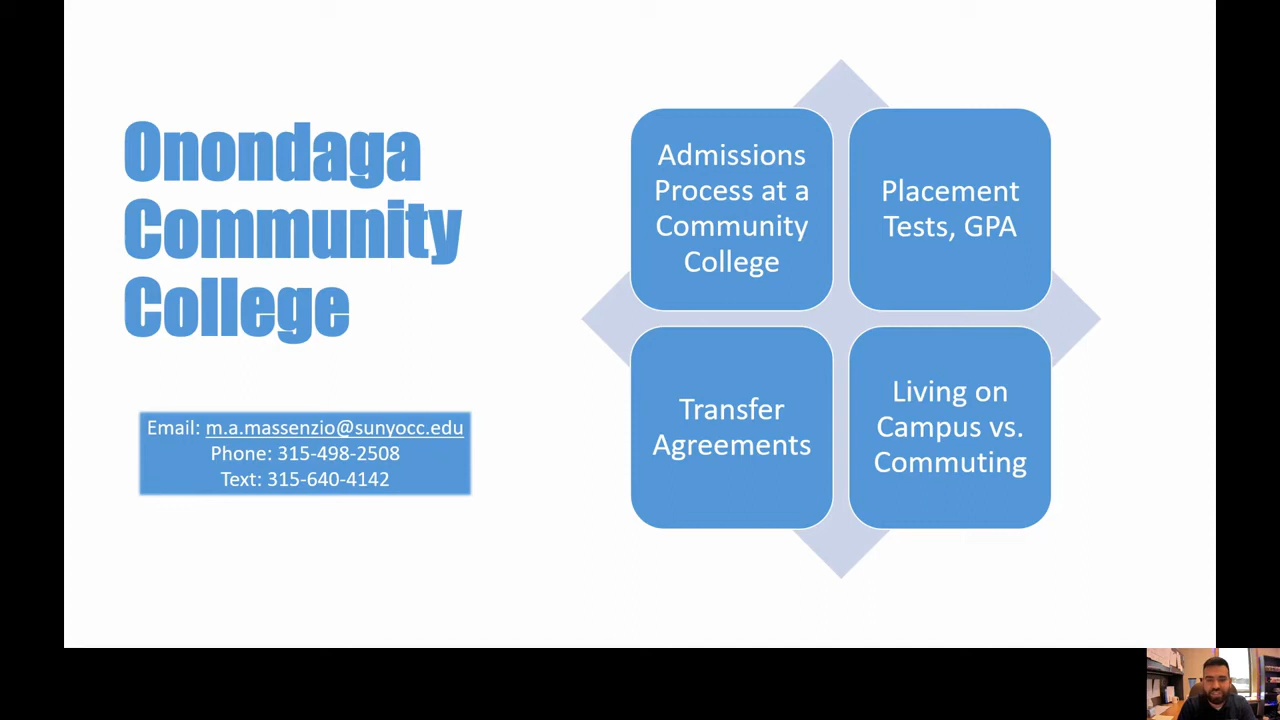 Onondaga
Community
College
Email: m.a.massenzio@sunyocc.edu
Phone: 315-498-2508
Text: 315-640-4142
Admissions
Process at a
Community
College
Placement
Tests, GPA
Transfer
Agreements
Living on
Campus vs.
Commuting